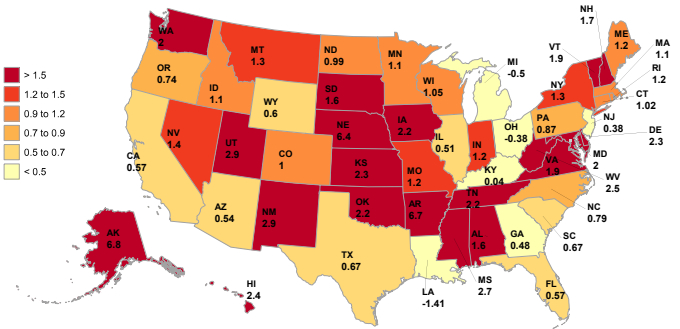 > 1.5
1.2 to 1.5
0.9 to 1.2
0.7 to 0.9
0.5 to 0.7
< 0.5
WA
2
OR
0.74
CA
0.57
ID
1.1
NV
1.4
MT
1.3
WY
0.6
UT
2.9
AZ
0.54
CO
1
NM
2.9
ND
0.99
SD
1.6
NE
6.4
KS
2.3
OK
2.2
TX
0.67
MN
1.1
IA
2.2
MO
1.2
AR
6.7
LA
-1.41
WI
1.05
IL
0.51
MI
-0.5
IN
1.2
OH
-0.38
KY
0.04
TN
2.2
MS
2.7
AL
1.6
GA
0.48
FL
0.57
SC
0.67
NC
0.79
VA
1.9
WV
2.5
MD
2
DE
2.3
NJ
0.38
PA
0.87
NY
1.3
CT
1.02
RI
1.2
MA
1.1
ME
1.2
NH
1.7
VT
1.9
AK
6.8
HI
2.4